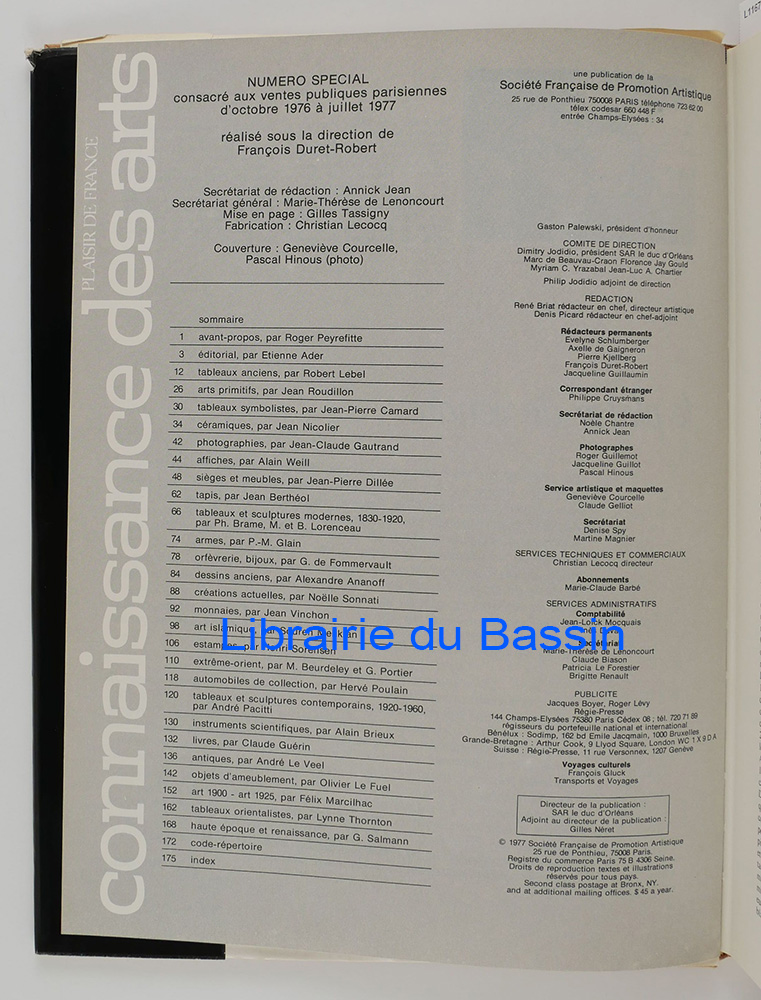 L1167
PLAISIR DE FRANCE
connaissance des arts
NUMERO SPECIAL
consacré aux ventes publiques parisiennes
d'octobre 1976 à juillet 1977
réalisé sous la direction de
François Duret-Robert
Secrétariat de rédaction : Annick Jean
Secrétariat général : Marie-Thérèse de Lenoncourt
Mise en page : Gilles Tassigny
Fabrication : Christian Lecocq
Couverture : Geneviève Courcelle,
Pascal Hinous (photo)
sommaire
1 avant-propos, par Roger Peyrefitte
3 éditorial, par Etienne Ader
12 tableaux anciens, par Robert Lebel
26 arts primitifs, par Jean Roudillon
30 tableaux symbolistes, par Jean-Pierre Camard
34 céramiques, par Jean Nicolier
42 photographies, par Jean-Claude Gautrand
44 affiches, par Alain Weill
48 sièges et meubles, par Jean-Pierre Dillée
62 tapis, par Jean Berthéol
66 tableaux et sculptures modernes, 1830-1920,
par Ph. Brame, M. et B. Lorenceau
74 armes, par P.-M. Glain
78 orfèvrerie, bijoux, par G. de Fommervault
84 dessins anciens, par Alexandre Ananoff
88 créations actuelles, par Noëlle Sonnati
92 monnaies, par Jean Vinchon
98 art islamique, par Souren Melikian
106 estampes, par Henri Sorensen
110 extrême-orient, par M. Beurdeley et G. Portier
118 automobiles de collection, par Hervé Poulain
120 tableaux et sculptures contemporains, 1920-1960,
par André Pacitti
130 instruments scientifiques, par Alain Brieux
132 livres, par Claude Guérin
136 antiques, par André Le Veel
142 objets d'ameublement, par Olivier Le Fuel
152 art 1900 - art 1925, par Félix Marcilhac
162 tableaux orientalistes, par Lynne Thornton
168 haute époque et renaissance, par G. Salmann
172 code-répertoire
175 index
une publication de la
Société Française de Promotion Artistique
25 rue de Ponthieu 750008 PARIS téléphone 723 62 00
télex codesar 660 448 F
entrée Champs-Elysées : 34
Gaston Palewski, président d'honneur
COMITE DE DIRECTION
Dimitry Jodidio, président SAR le duc d'Orléans
Marc de Beauvau-Craon Florence Jay Gould
Myriam C. Yrazabal Jean-Luc A. Chartier
Philip Jodidio adjoint de direction
REDACTION
René Briat rédacteur en chef, directeur artistique
Denis Picard rédacteur en chef-adjoint
Rédacteurs permanents
Evelyne Schlumberger
Axelle de Gaigneron
Pierre Kjellberg
François Duret-Robert
Jacqueline Guillaumin
Correspondant étranger
Philippe Cruysmans
Secrétariat de rédaction
Noèle Chantre
Annick Jean
Photographes
Roger Guillemot
Jacqueline Guillot
Pascal Hinous
Service artistique et maquettes
Geneviève Courcelle
Claude Gelliot
Secrétariat
Denise Spy
Martine Magnier
SERVICES TECHNIQUES ET COMMERCIAUX
Christian Lecocq directeur
Abonnements
Marie-Claude Barbé
SERVICES ADMINISTRATIFS
Comptabilité
Jean-Loïck Mocquais
Secrétariat
Marie-Thérèse de Lenoncourt
Claude Biason
Patricia Le Forestier
Brigitte Renault
PUBLICITE
Jacques Boyer, Roger Lévy
Régie-Presse
144 Champs-Elysées 75380 Paris Cédex 08 ; tél. 720 71 89
régisseurs du portefeuille national et international
Bénélux : Sodimp, 162 bd Emile Jacqmain, 1000 Bruxelles
Grande-Bretagne : Arthur Cook, 9 Llyod Square, London WC 1 X 9 D A
Suisse : Régie-Presse, 11 rue Versonnex, 1207 Genève
Voyages culturels
François Gluck
Transports et Voyages
Directeur de la publication :
SAR le duc d'Orléans
Adjoint au directeur de la publication :
Gilles Néret
© 1977 Société Française de Promotion Artistique
25 rue de Ponthieu, 75008 Paris.
Registre du commerce Paris 75 B 4306 Seine.
Droits de reproduction textes et illustrations
réservés pour tous pays.
Second class postage at Bronx, NY.
and at additional mailing offices. $ 45 a year.
Librairie du Bassin